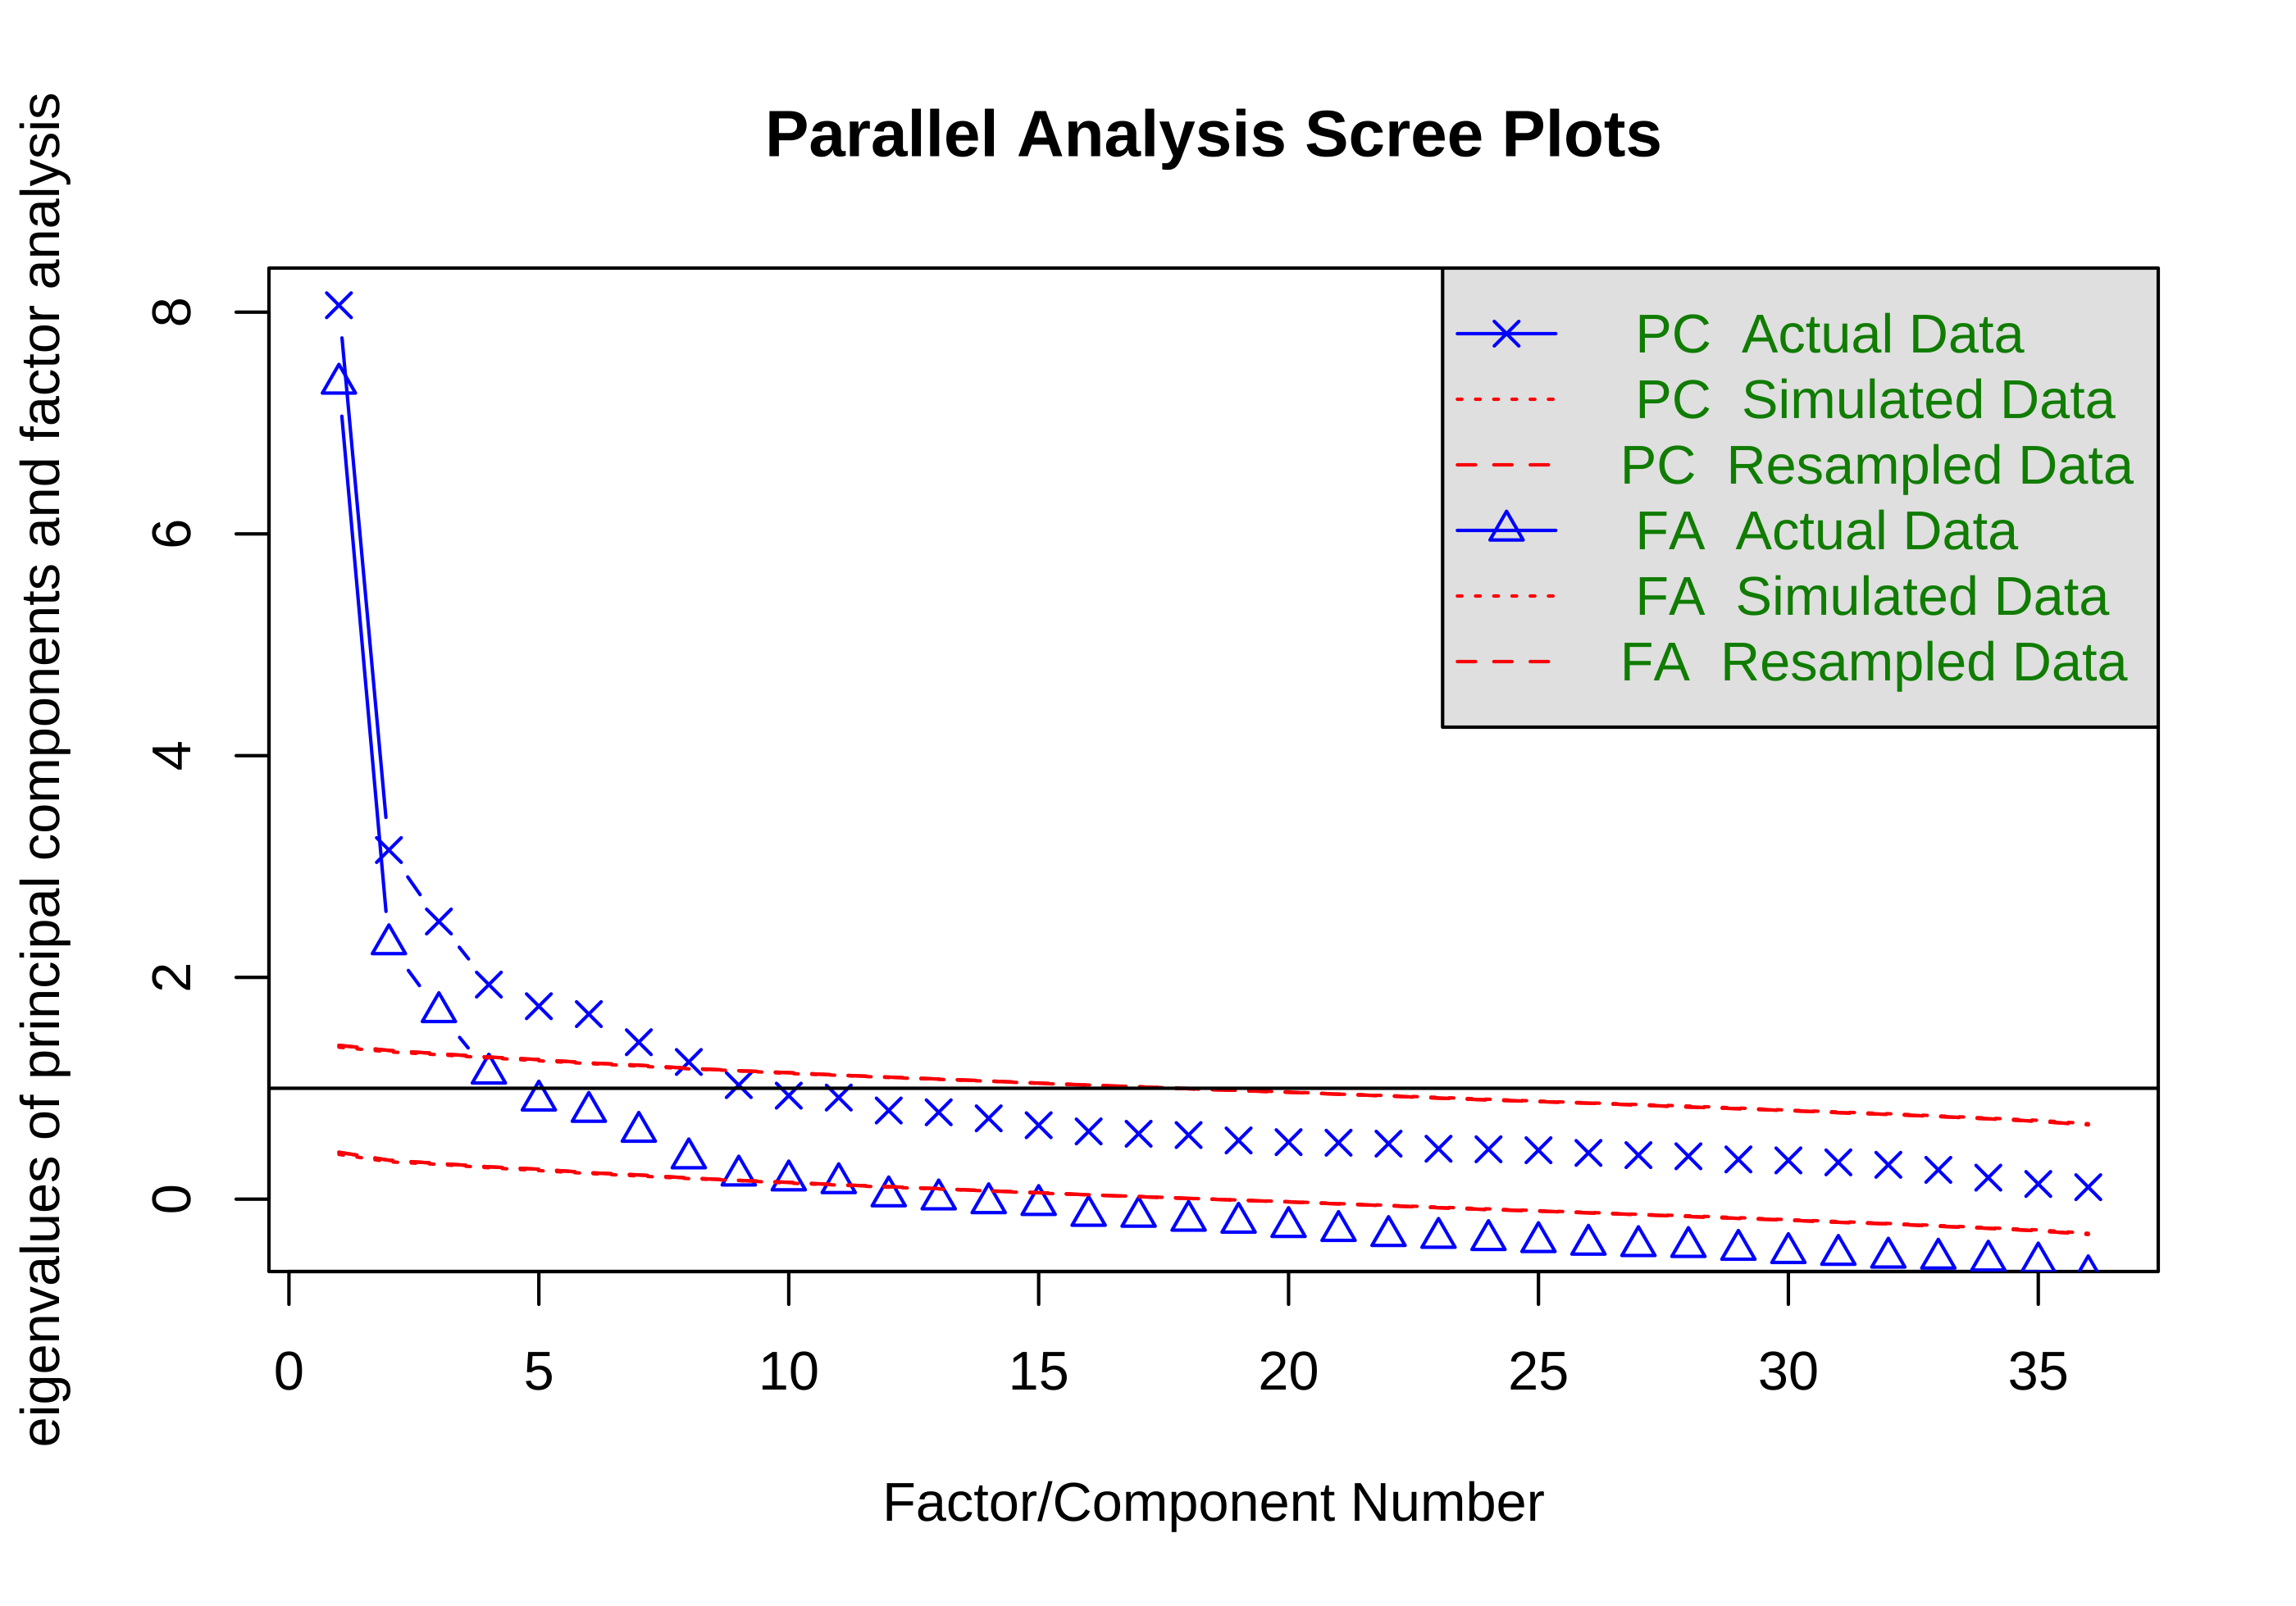 Parallel Analysis Scree Plots
eigenvalues of principal components and factor analysis
8
6
4
2
0
PC Actual Data
PC Simulated Data
PC Resampled Data
FA Actual Data
FA Simulated Data
FA Resampled Data
0 5 10 15 20 25 30 35
Factor/Component Number